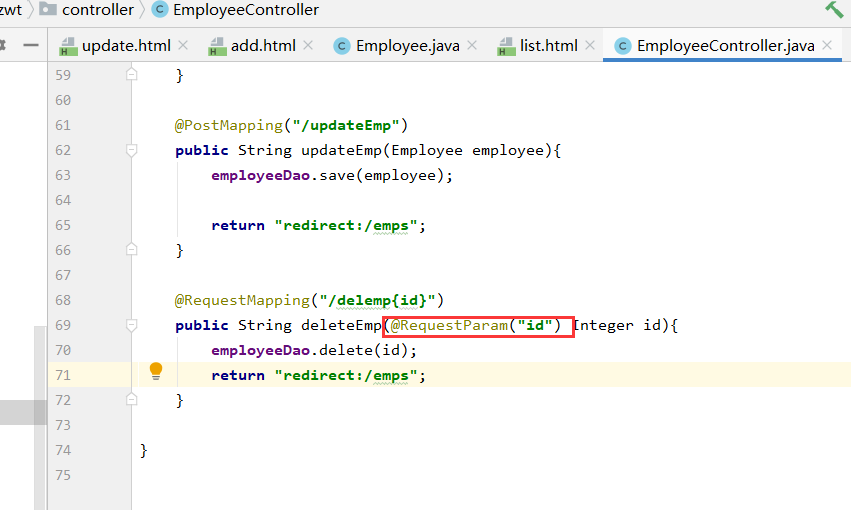 zwt controller EmployeeController
update.html add.html Employee.java list.html EmployeeController.java
59 }
60
61 @PostMapping("/updateEmp")
62 public String updateEmp(Employee employee){
63 employeeDao.save(employee);
64
65 return "redirect:/emps";
66 }
67
68 @RequestMapping("/delemp{id}")
69 public String deleteEmp(@RequestParam("id") Integer id){
70 employeeDao.delete(id);
71 return "redirect:/emps";
72 }
73
74 }
75